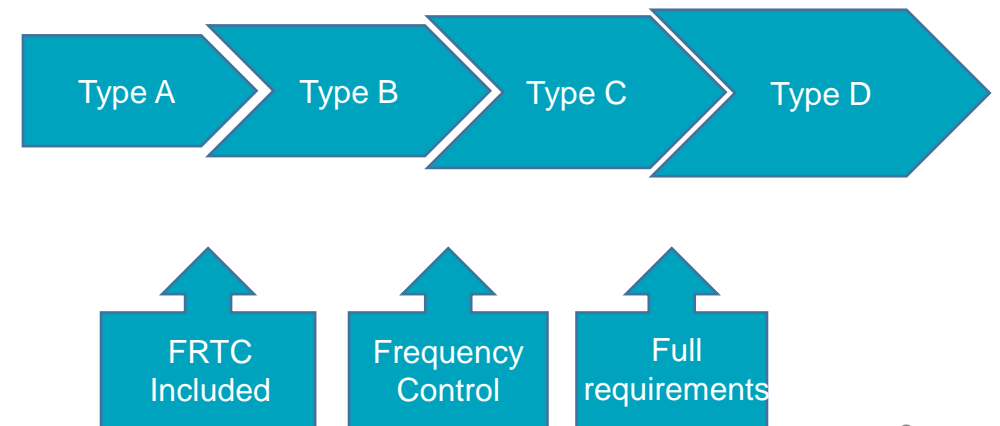 Type A
Type B
Type C
Type D
FRTC
Included
Frequency
Control
Full
requirements